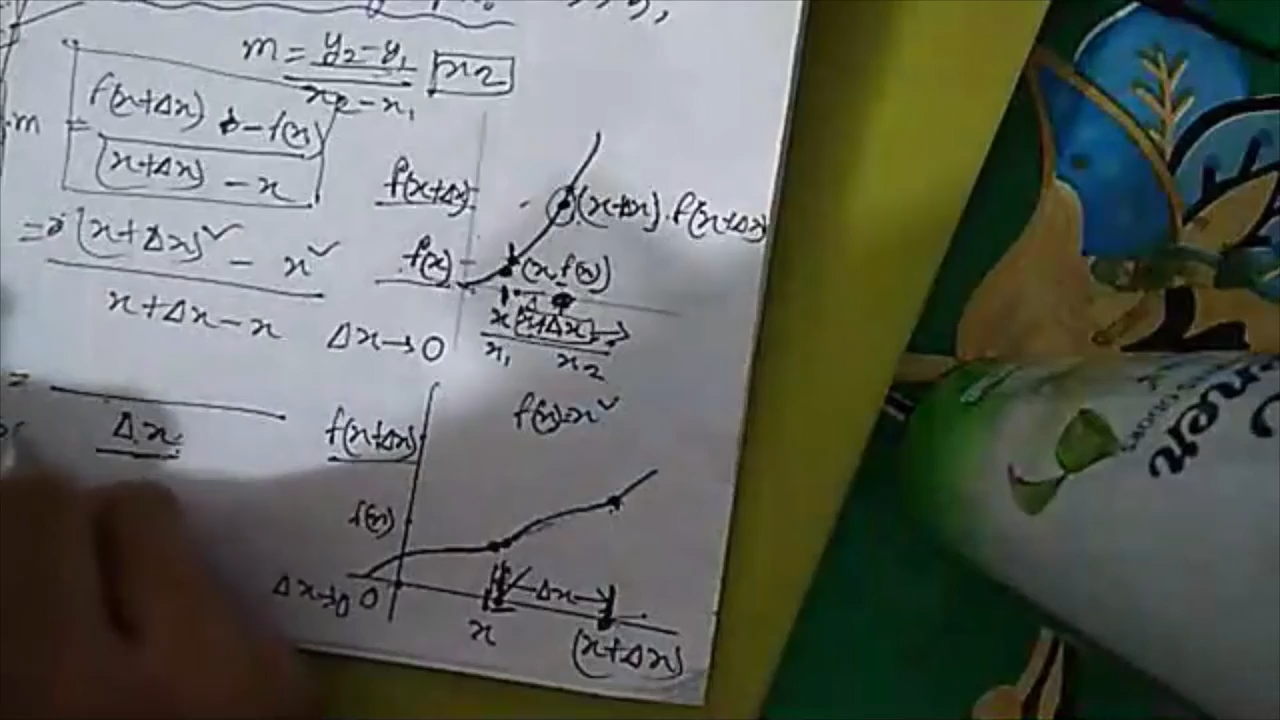 m = y₂-y₁ / x₂-x₁
x2
m = f(x+Δx) - f(x) / (x+Δx) - x
= (x+Δx)² - x² / x+Δx-x
Δx→0
=
Δx
f(x+Δx)
(x+Δx), f(x+Δx)
f(x)
(x, f(x))
x (x+Δx)
x₁ x₂
f(x)=x²
f(x+Δx)
f(x)
Δx→0 0
Δx
x
(x+Δx)